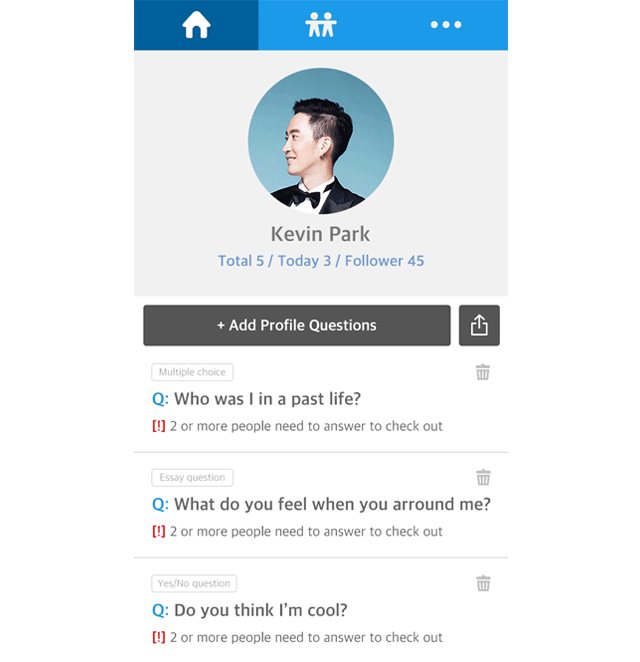 Kevin Park
Total 5 / Today 3 / Follower 45
+ Add Profile Questions
Multiple choice
Q: Who was I in a past life?
[!] 2 or more people need to answer to check out
Essay question
Q: What do you feel when you arround me?
[!] 2 or more people need to answer to check out
Yes/No question
Q: Do you think I'm cool?
[!] 2 or more people need to answer to check out